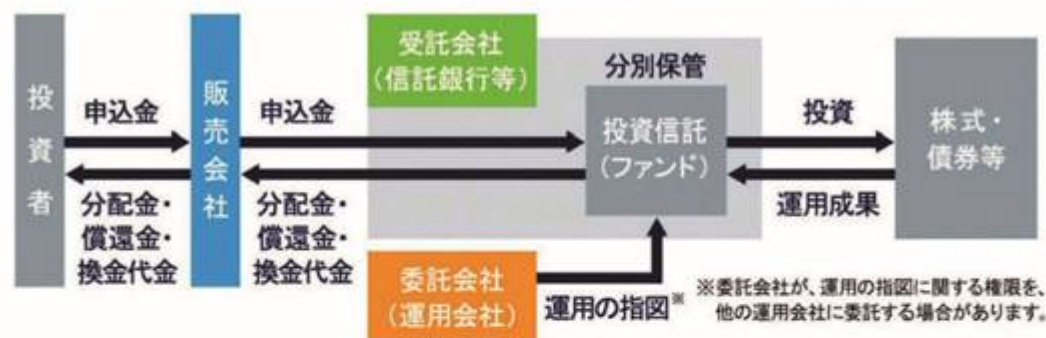 投資者
申込金
分配金・
償還金・
換金代金
販売会社
申込金
分配金・
償還金・
換金代金
受託会社
(信託銀行等)
分別保管
投資信託
(ファンド)
委託会社
(運用会社)
運用の指図※
投資
運用成果
株式・
債券等
※委託会社が、運用の指図に関する権限を、
他の運用会社に委託する場合があります。